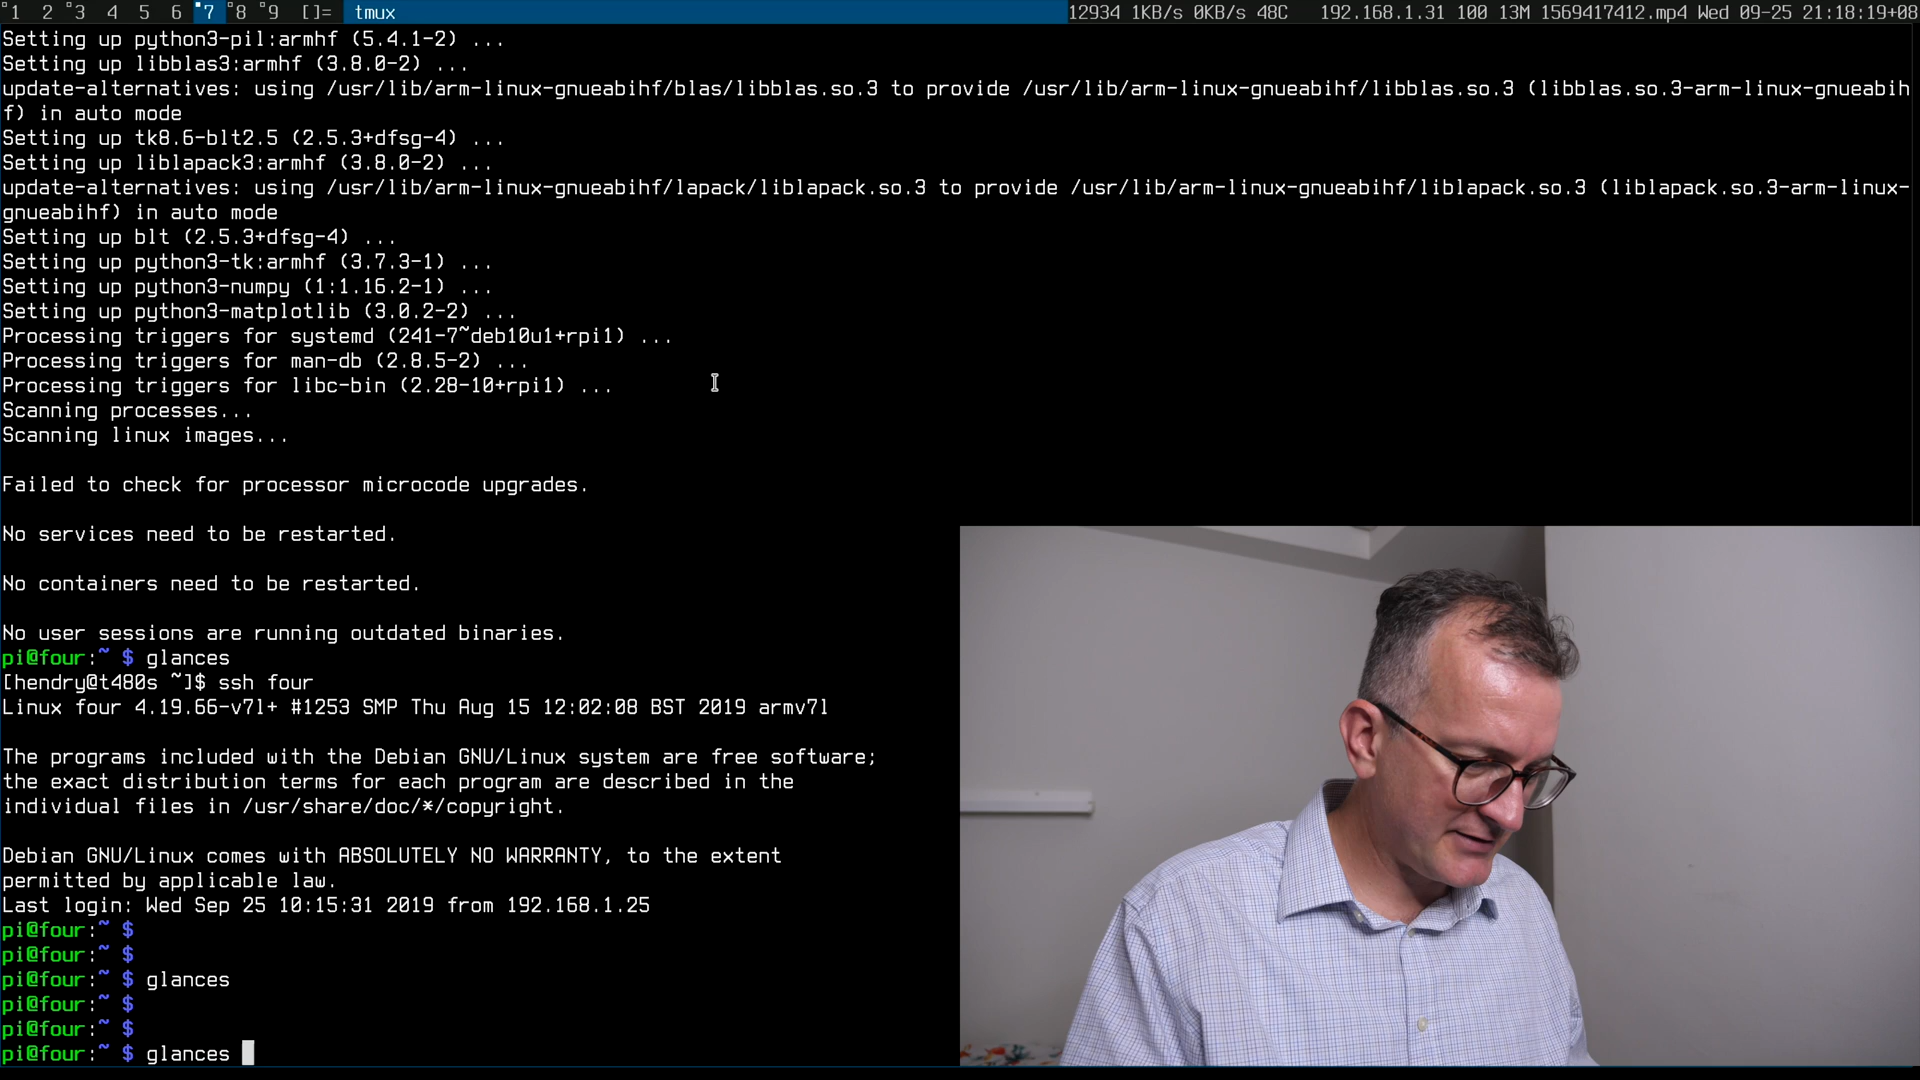 1 2 3 4 5 6 7 8 9 []= tmux 12934 1KB/s 0KB/s 48C 192.168.1.31 100 13M 1569417412.mp4 Wed 09-25 21:18:19+08
Setting up python3-pil:armhf (5.4.1-2) ...
Setting up libblas3:armhf (3.8.0-2) ...
update-alternatives: using /usr/lib/arm-linux-gnueabihf/blas/libblas.so.3 to provide /usr/lib/arm-linux-gnueabihf/libblas.so.3 (libblas.so.3-arm-linux-gnueabih
f) in auto mode
Setting up tk8.6-blt2.5 (2.5.3+dfsg-4) ...
Setting up liblapack3:armhf (3.8.0-2) ...
update-alternatives: using /usr/lib/arm-linux-gnueabihf/lapack/liblapack.so.3 to provide /usr/lib/arm-linux-gnueabihf/liblapack.so.3 (liblapack.so.3-arm-linux-
gnueabihf) in auto mode
Setting up blt (2.5.3+dfsg-4) ...
Setting up python3-tk:armhf (3.7.3-1) ...
Setting up python3-numpy (1:1.16.2-1) ...
Setting up python3-matplotlib (3.0.2-2) ...
Processing triggers for systemd (241-7~deb10u1+rpi1) ...
Processing triggers for man-db (2.8.5-2) ...
Processing triggers for libc-bin (2.28-10+rpi1) ...
Scanning processes...
Scanning linux images...
Failed to check for processor microcode upgrades.
No services need to be restarted.
No containers need to be restarted.
No user sessions are running outdated binaries.
pi@four:~ $ glances
[hendry@t480s ~]$ ssh four
Linux four 4.19.66-v7l+ #1253 SMP Thu Aug 15 12:02:08 BST 2019 armv7l
The programs included with the Debian GNU/Linux system are free software;
the exact distribution terms for each program are described in the
individual files in /usr/share/doc/*/copyright.
Debian GNU/Linux comes with ABSOLUTELY NO WARRANTY, to the extent
permitted by applicable law.
Last login: Wed Sep 25 10:15:31 2019 from 192.168.1.25
pi@four:~ $
pi@four:~ $
pi@four:~ $ glances
pi@four:~ $
pi@four:~ $
pi@four:~ $ glances